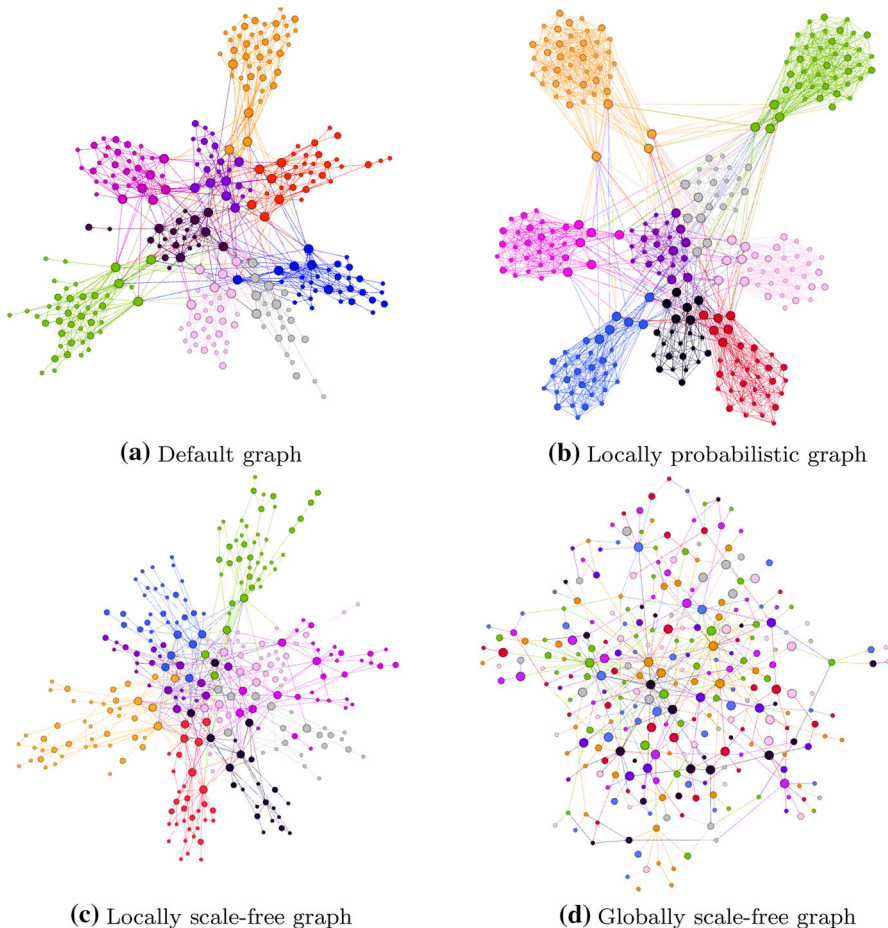 (a) Default graph
(b) Locally probabilistic graph
(c) Locally scale-free graph
(d) Globally scale-free graph